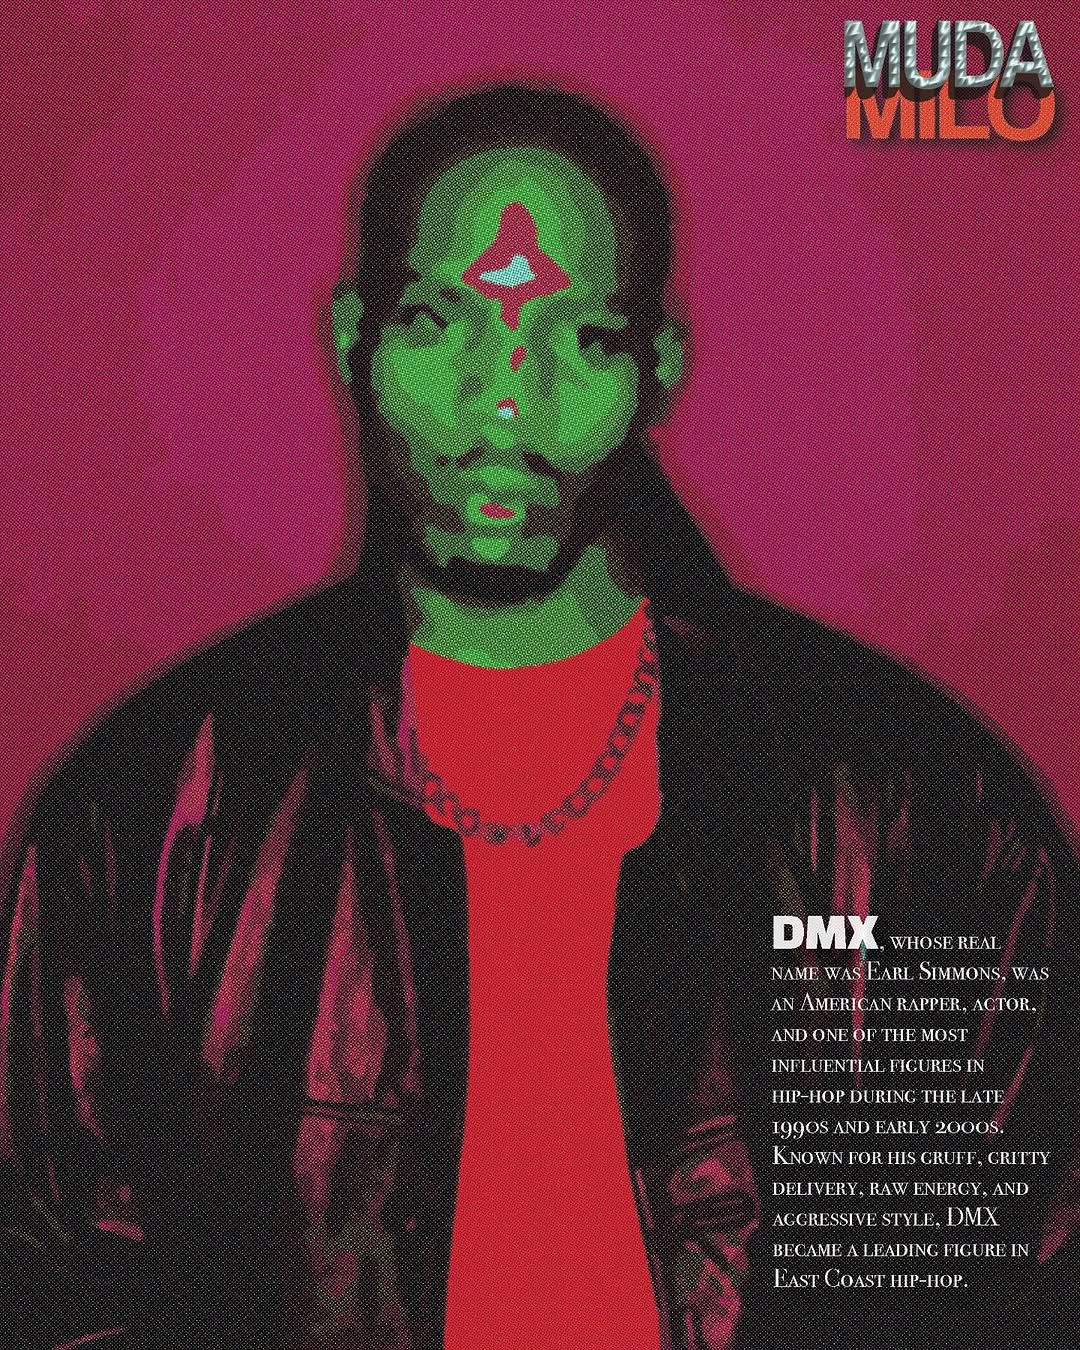 MUDA
MILO
DMX, whose real
name was Earl Simmons, was
an American rapper, actor,
and one of the most
influential figures in
hip-hop during the late
1990s and early 2000s.
Known for his gruff, gritty
delivery, raw energy, and
aggressive style, DMX
became a leading figure in
East Coast hip-hop.